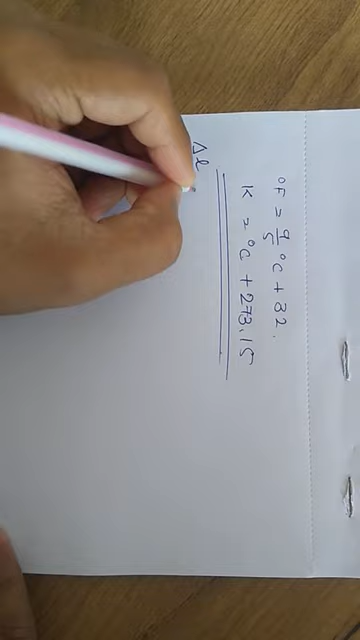 °F = 9/5 °C + 32.
K = °C + 273.15
Δl